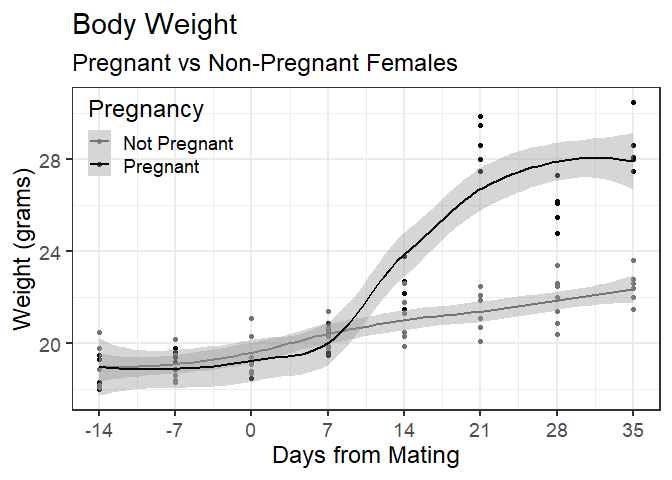 Body Weight
Pregnant vs Non-Pregnant Females
Pregnancy
Not Pregnant
Pregnant
28
24
20
Weight (grams)
-14 -7 0 7 14 21 28 35
Days from Mating